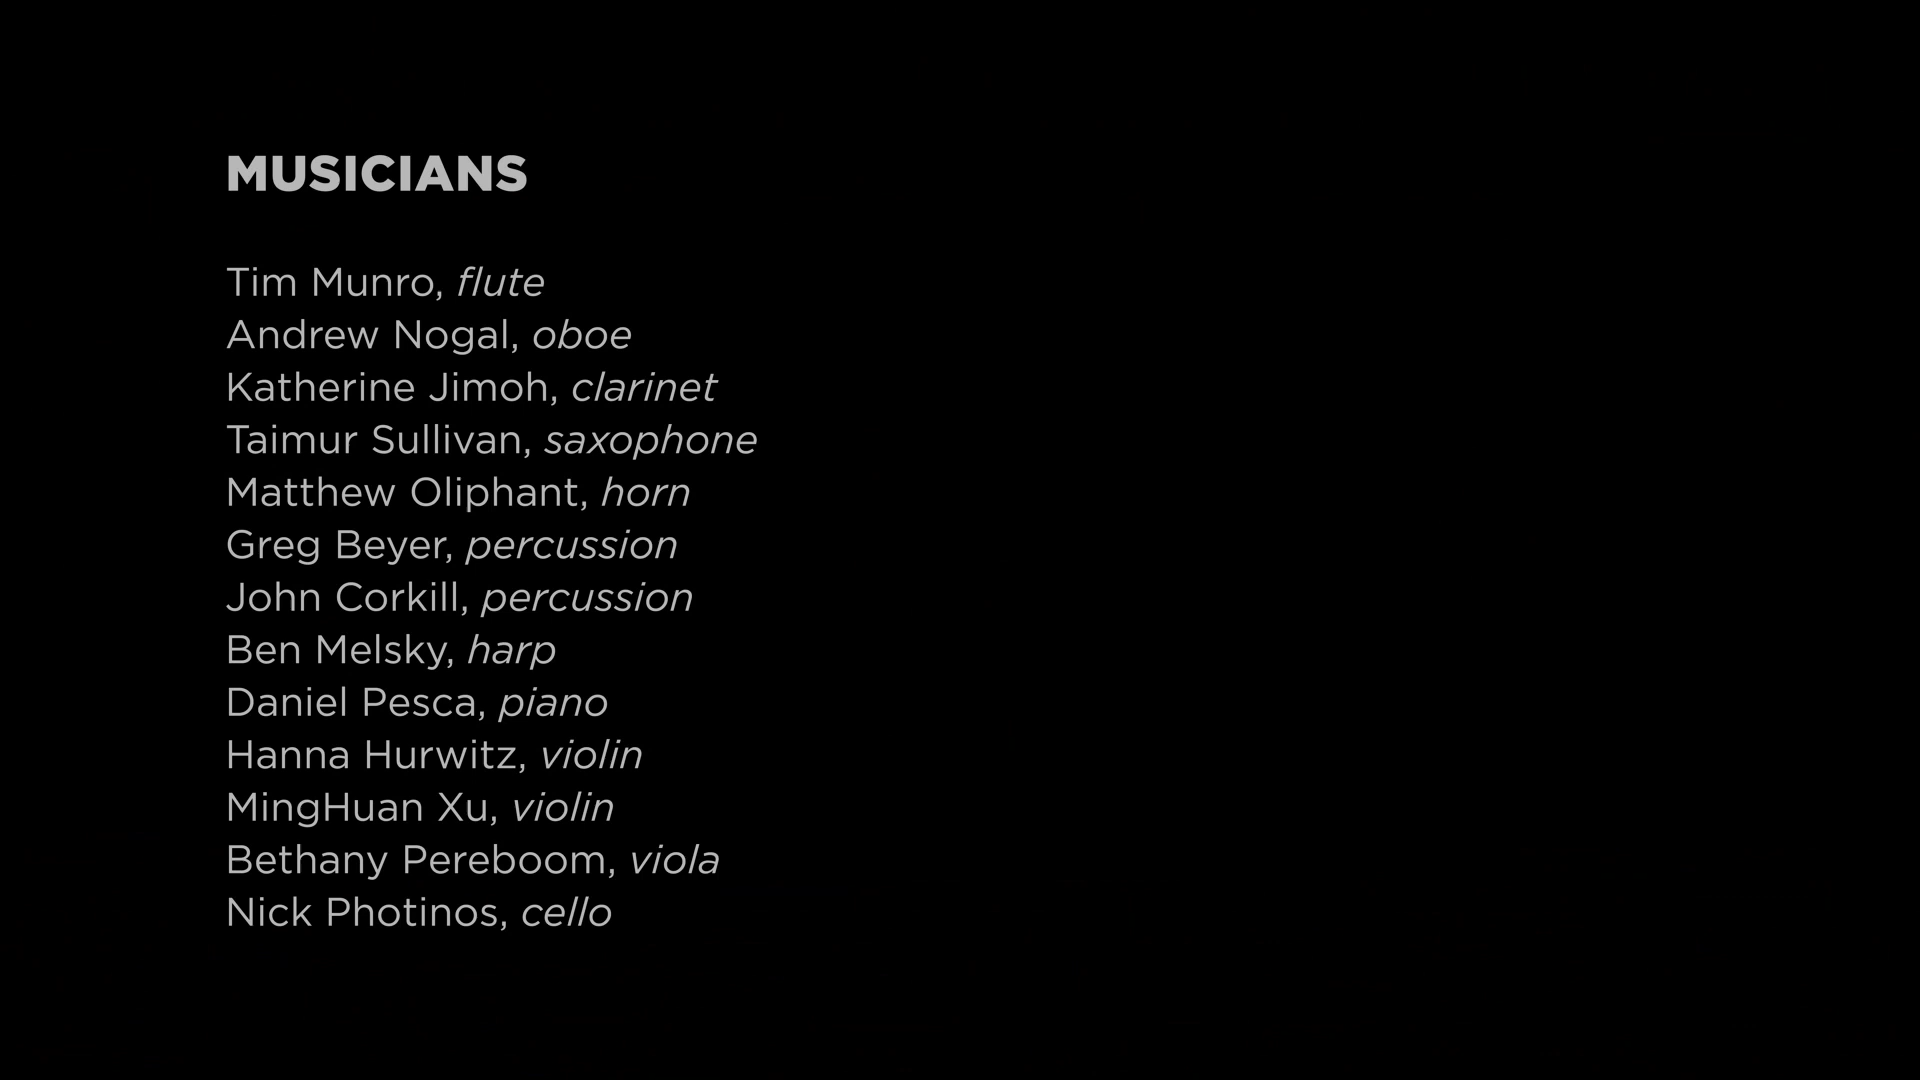 MUSICIANS
Tim Munro, flute
Andrew Nogal, oboe
Katherine Jimoh, clarinet
Taimur Sullivan, saxophone
Matthew Oliphant, horn
Greg Beyer, percussion
John Corkill, percussion
Ben Melsky, harp
Daniel Pesca, piano
Hanna Hurwitz, violin
MingHuan Xu, violin
Bethany Pereboom, viola
Nick Photinos, cello